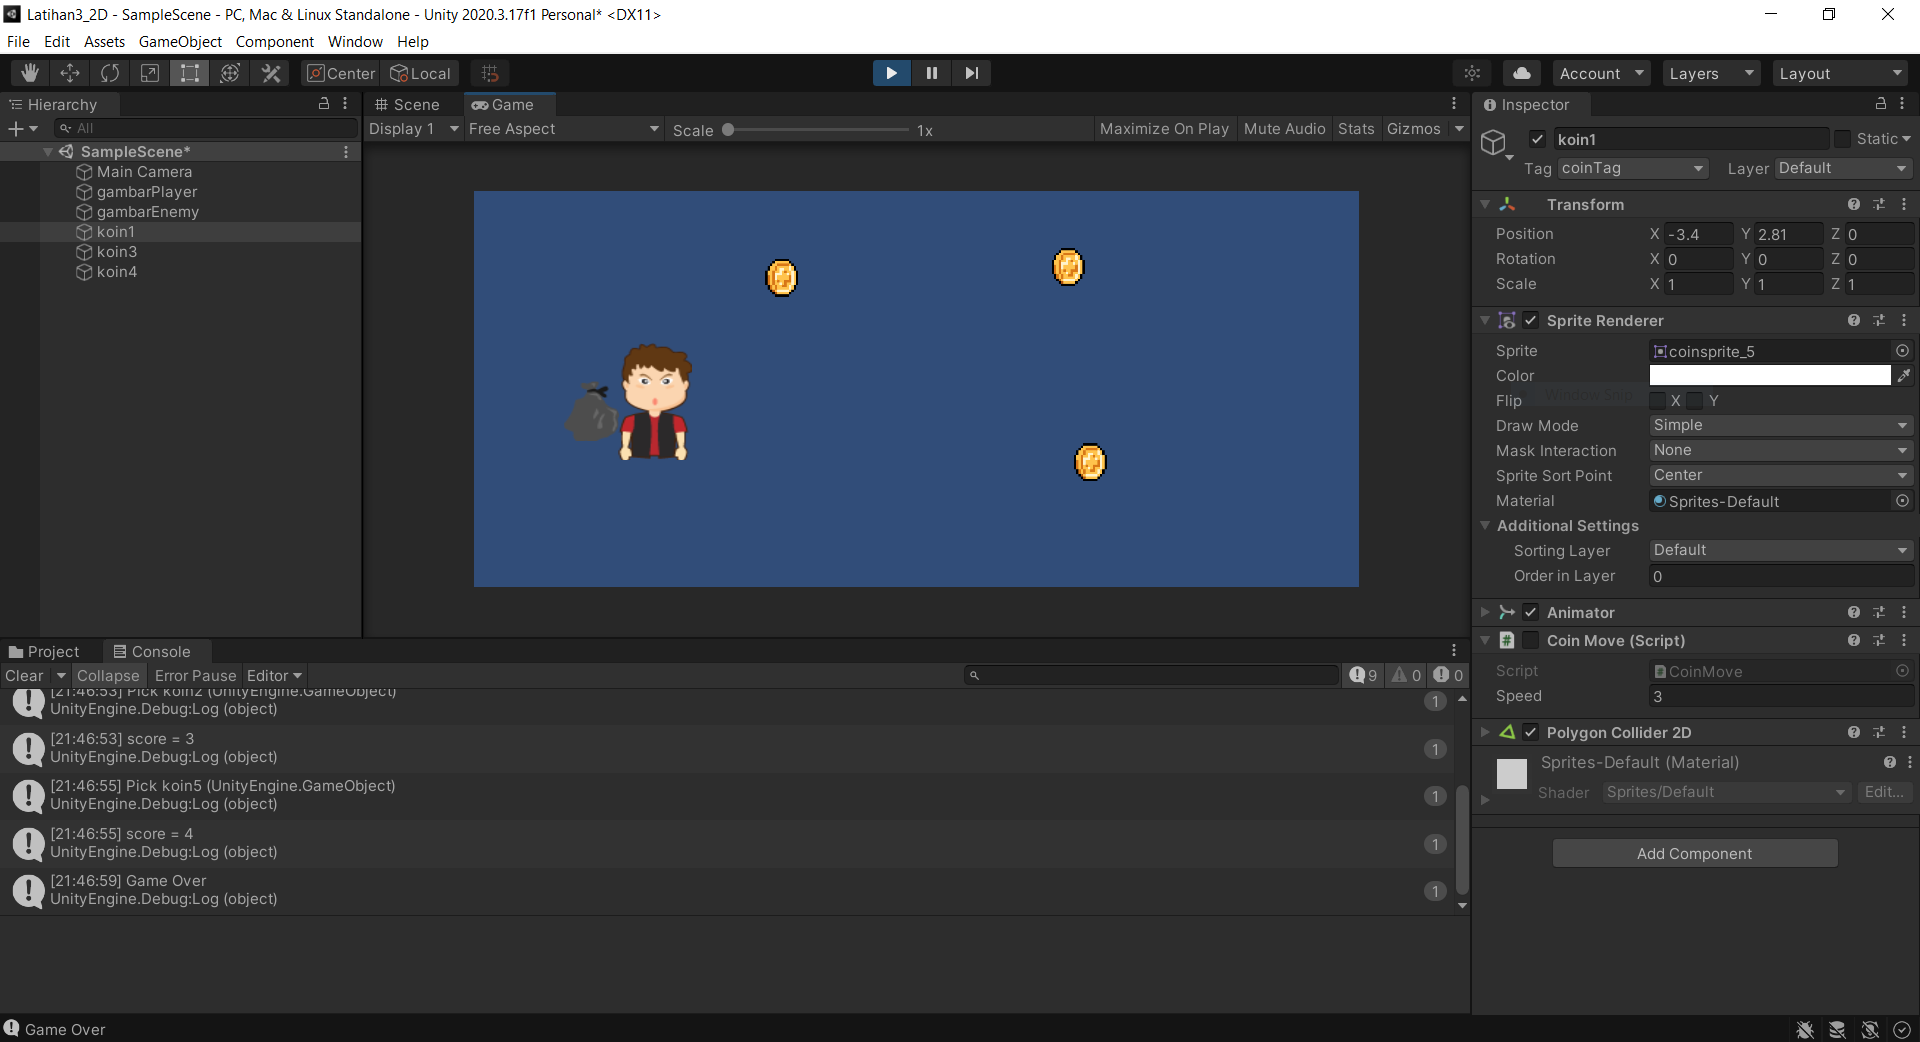 Latihan3_2D - SampleScene - PC, Mac & Linux Standalone - Unity 2020.3.17f1 Personal* <DX11>
File Edit Assets GameObject Component Window Help
Center Local Account Layers Layout
Hierarchy
All
SampleScene*
Main Camera
gambarPlayer
gambarEnemy
koin1
koin3
koin4
Scene Game
Display 1 Free Aspect Scale 1x Maximize On Play Mute Audio Stats Gizmos
Inspector
koin1 Static
Tag coinTag Layer Default
Transform
Position X -3.4 Y 2.81 Z 0
Rotation X 0 Y 0 Z 0
Scale X 1 Y 1 Z 1
Sprite Renderer
Sprite coinsprite_5
Color
Flip X Y
Window Snip
Draw Mode Simple
Mask Interaction None
Sprite Sort Point Center
Material Sprites-Default
Additional Settings
Sorting Layer Default
Order in Layer 0
Animator
Coin Move (Script)
Script CoinMove
Speed 3
Polygon Collider 2D
Sprites-Default (Material)
Shader Sprites/Default Edit...
Add Component
Project Console
Clear Collapse Error Pause Editor 9 0 0
[21:46:53] Pick koin2 (UnityEngine.GameObject)
UnityEngine.Debug:Log (object) 1
[21:46:53] score = 3
UnityEngine.Debug:Log (object) 1
[21:46:55] Pick koin5 (UnityEngine.GameObject)
UnityEngine.Debug:Log (object) 1
[21:46:55] score = 4
UnityEngine.Debug:Log (object) 1
[21:46:59] Game Over
UnityEngine.Debug:Log (object) 1
Game Over